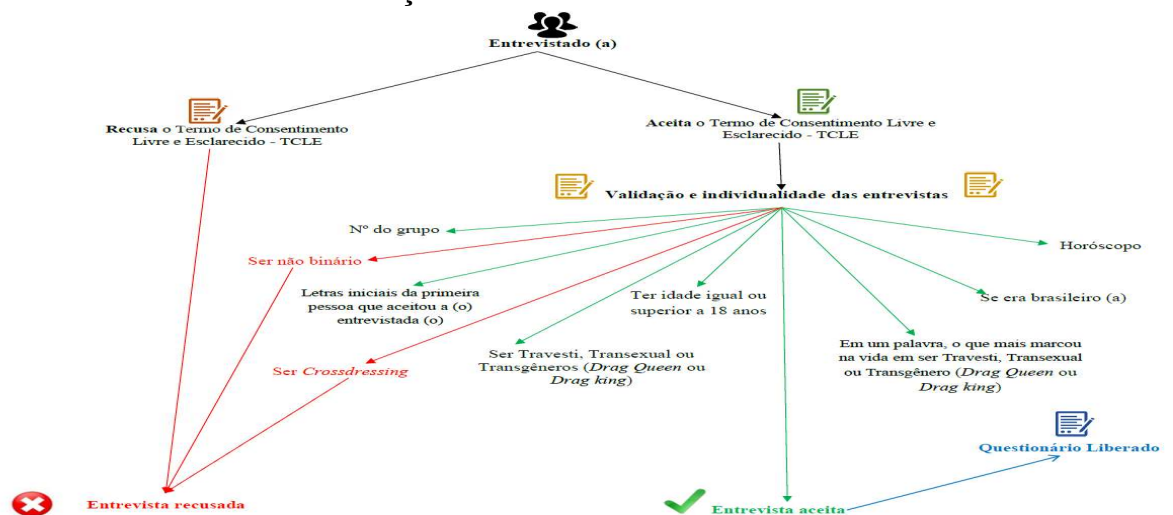 Entrevistado (a)
Recusa o Termo de Consentimento
Livre e Esclarecido - TCLE
Aceita o Termo de Consentimento Livre e
Esclarecido - TCLE
Validação e individualidade das entrevistas
Nº do grupo
Horóscopo
Ser não binário
Letras iniciais da primeira
pessoa que aceitou a (o)
entrevistada (o)
Ter idade igual ou
superior a 18 anos
Se era brasileiro (a)
Ser Crossdressing
Ser Travesti, Transexual ou
Transgêneros (Drag Queen ou
Drag king)
Em um palavra, o que mais marcou
na vida em ser Travesti, Transexual
ou Transgênero (Drag Queen ou
Drag king)
Questionário Liberado
Entrevista recusada
Entrevista aceita